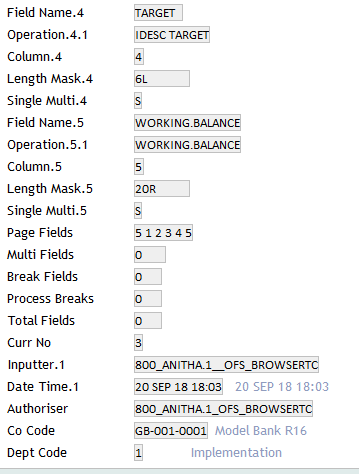 Field Name.4 TARGET
Operation.4.1 IDESC TARGET
Column.4 4
Length Mask.4 6L
Single Multi.4 S
Field Name.5 WORKING.BALANCE
Operation.5.1 WORKING.BALANCE
Column.5 5
Length Mask.5 20R
Single Multi.5 S
Page Fields 5 1 2 3 4 5
Multi Fields 0
Break Fields 0
Process Breaks 0
Total Fields 0
Curr No 3
Inputter.1 800_ANITHA.1__OFS_BROWSERTC
Date Time.1 20 SEP 18 18:03 20 SEP 18 18:03
Authoriser 800_ANITHA.1_OFS_BROWSERTC
Co Code GB-001-0001 Model Bank R16
Dept Code 1 Implementation